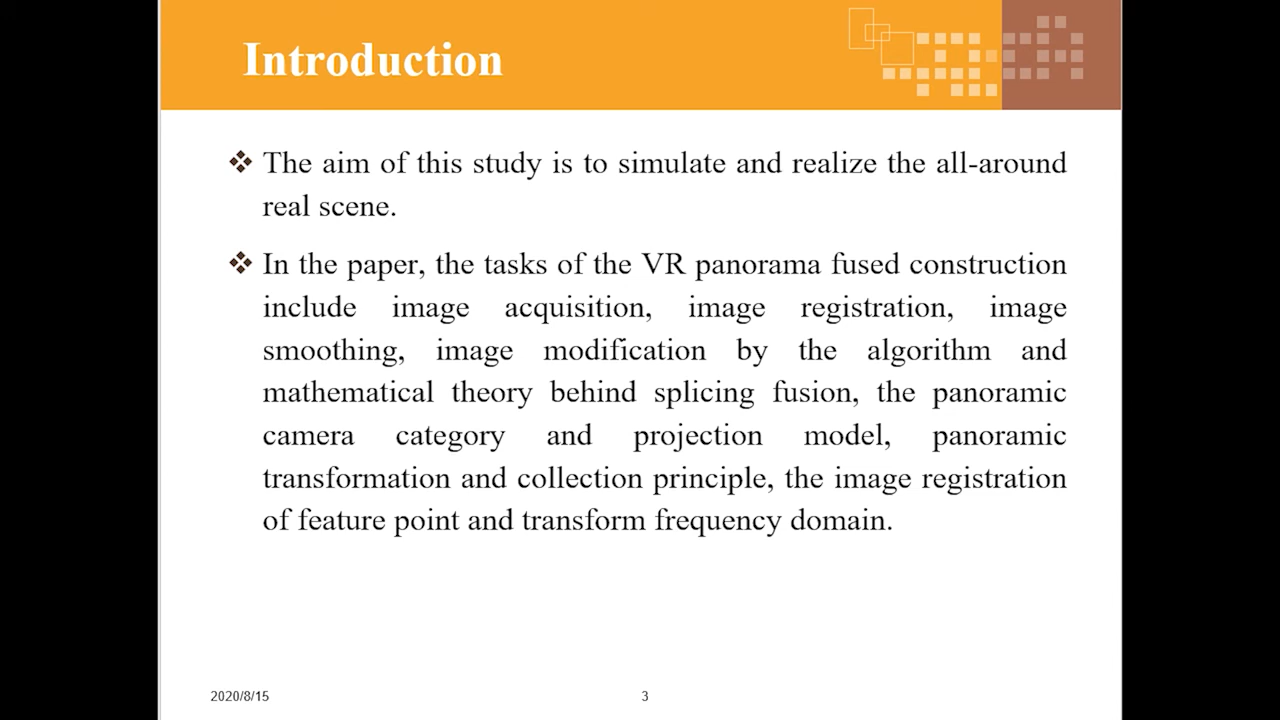 Introduction
The aim of this study is to simulate and realize the all-around
real scene.
In the paper, the tasks of the VR panorama fused construction
include image acquisition, image registration, image
smoothing, image modification by the algorithm and
mathematical theory behind splicing fusion, the panoramic
camera category and projection model, panoramic
transformation and collection principle, the image registration
of feature point and transform frequency domain.
2020/8/15
3